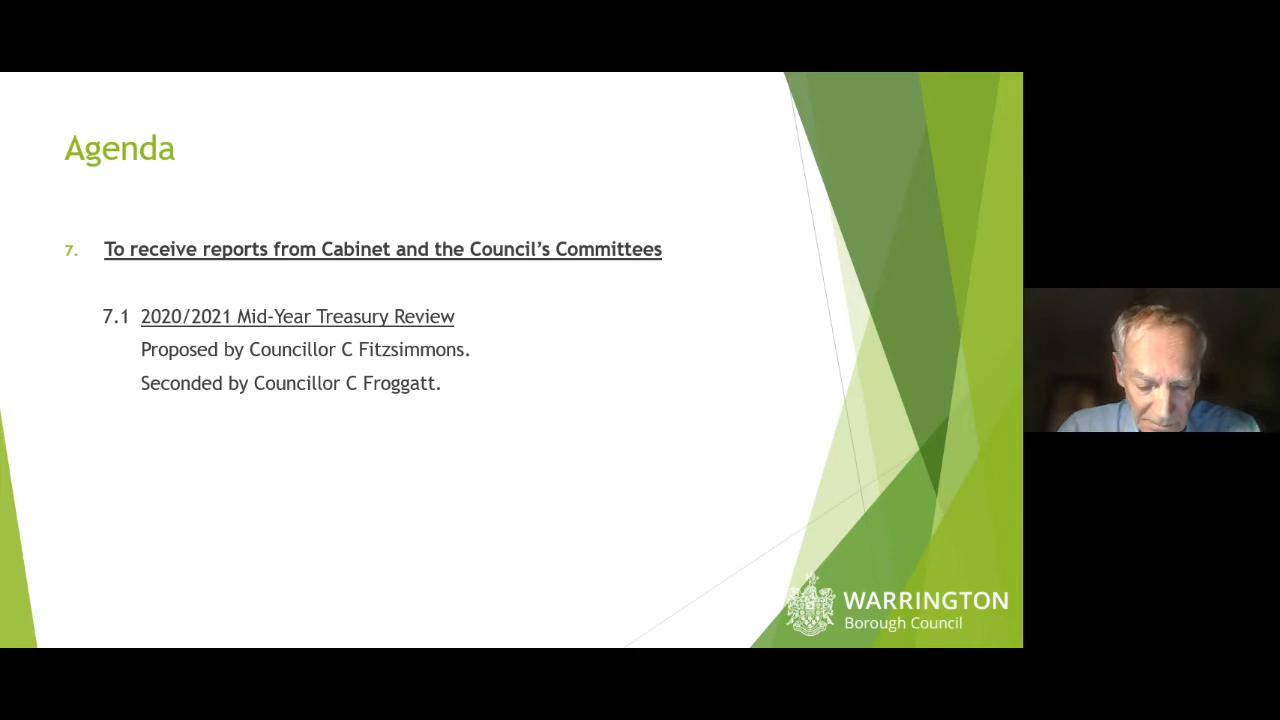 Agenda
7. To receive reports from Cabinet and the Council’s Committees
7.1 2020/2021 Mid-Year Treasury Review
Proposed by Councillor C Fitzsimmons.
Seconded by Councillor C Froggatt.
WARRINGTON
Borough Council